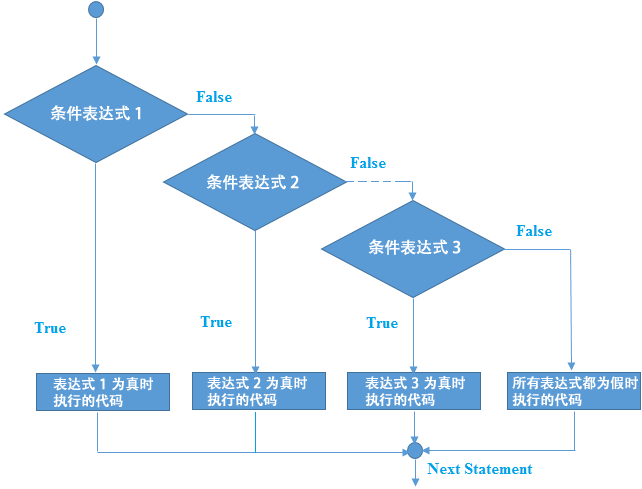 条件表达式 1
False
条件表达式 2
False
条件表达式 3
False
True
True
True
表达式 1 为真时
执行的代码
表达式 2 为真时
执行的代码
表达式 3 为真时
执行的代码
所有表达式都为假时
执行的代码
Next Statement